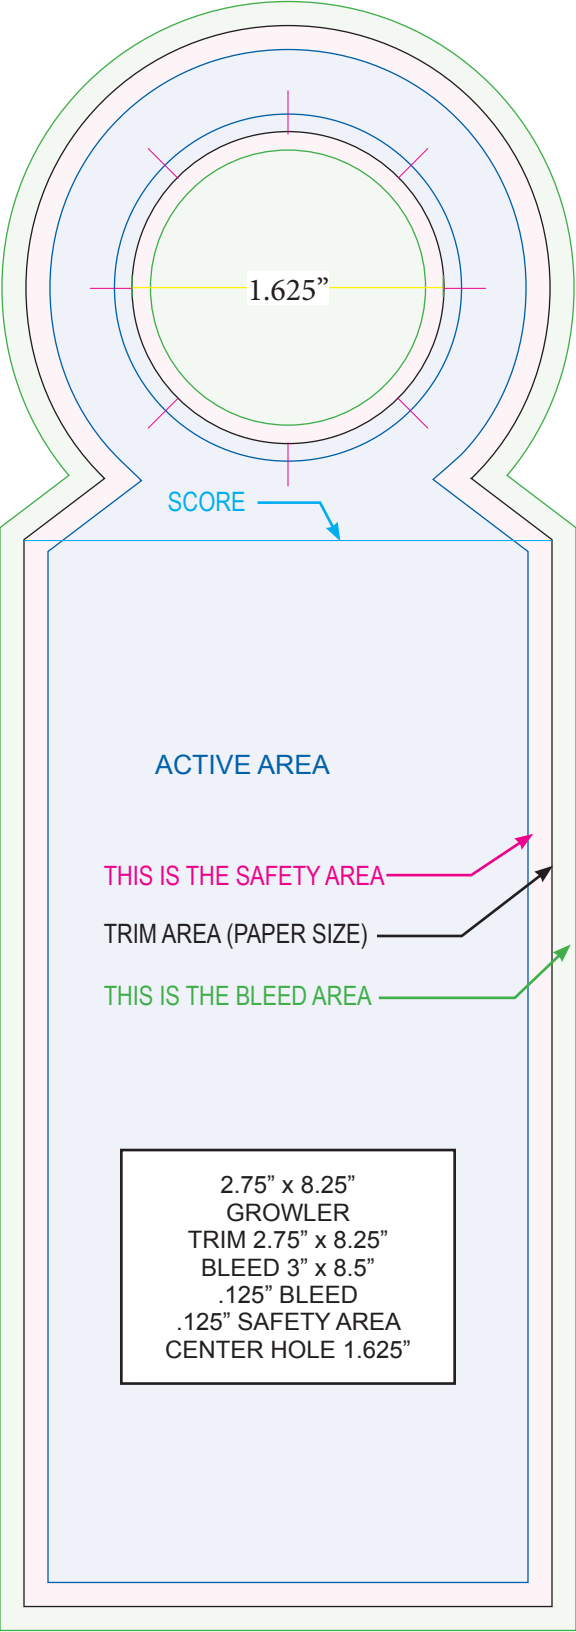 1.625”
SCORE
ACTIVE AREA
THIS IS THE SAFETY AREA
TRIM AREA (PAPER SIZE)
THIS IS THE BLEED AREA
2.75” x 8.25”
GROWLER
TRIM 2.75” x 8.25”
BLEED 3” x 8.5”
.125” BLEED
.125” SAFETY AREA
CENTER HOLE 1.625”